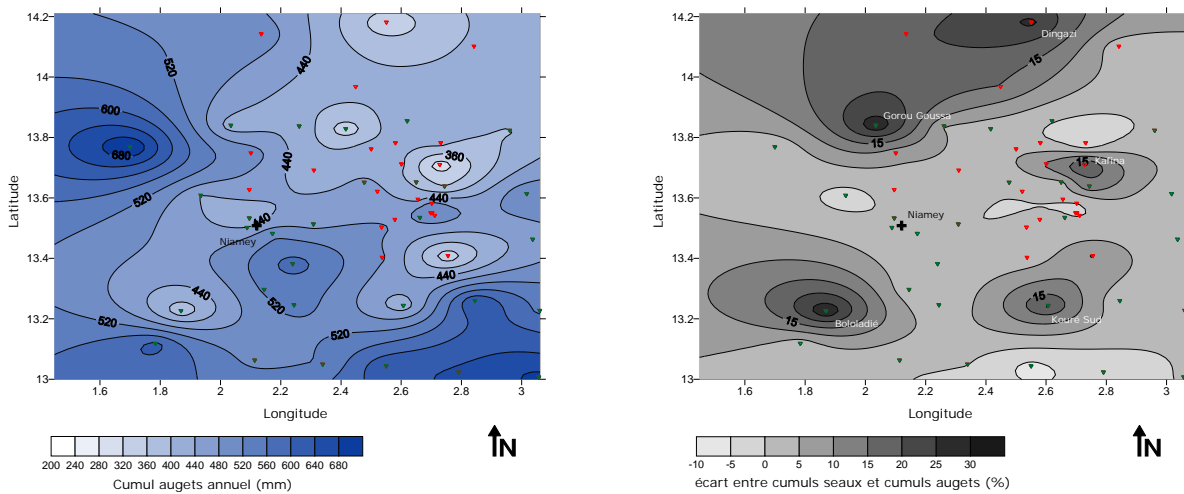 14.2
14
13.8
13.6
13.4
13.2
13
Latitude
520
440
600
680
520
440
360
440
440
Niamey
440
440
520
520
520
1.6
1.8
2
2.2
2.4
2.6
2.8
3
Longitude
200 240 280 320 360 400 440 480 520 560 600 640 680
Cumul augets annuel (mm)
N
14.2
14
13.8
13.6
13.4
13.2
13
Latitude
Dingazi
15
Gorou Goussa
15
15
Kafina
Niamey
15
15
Bololadié
Kouré Sud
1.6
1.8
2
2.2
2.4
2.6
2.8
3
Longitude
-10 -5 0 5 10 15 20 25 30
écart entre cumuls seaux et cumuls augets (%)
N